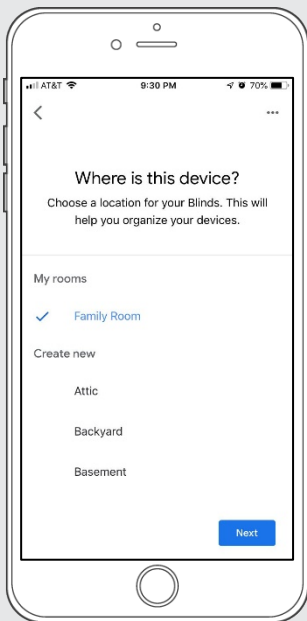 AT&T 9:30 PM 70%
Where is this device?
Choose a location for your Blinds. This will
help you organize your devices.
My rooms
Family Room
Create new
Attic
Backyard
Basement
Next